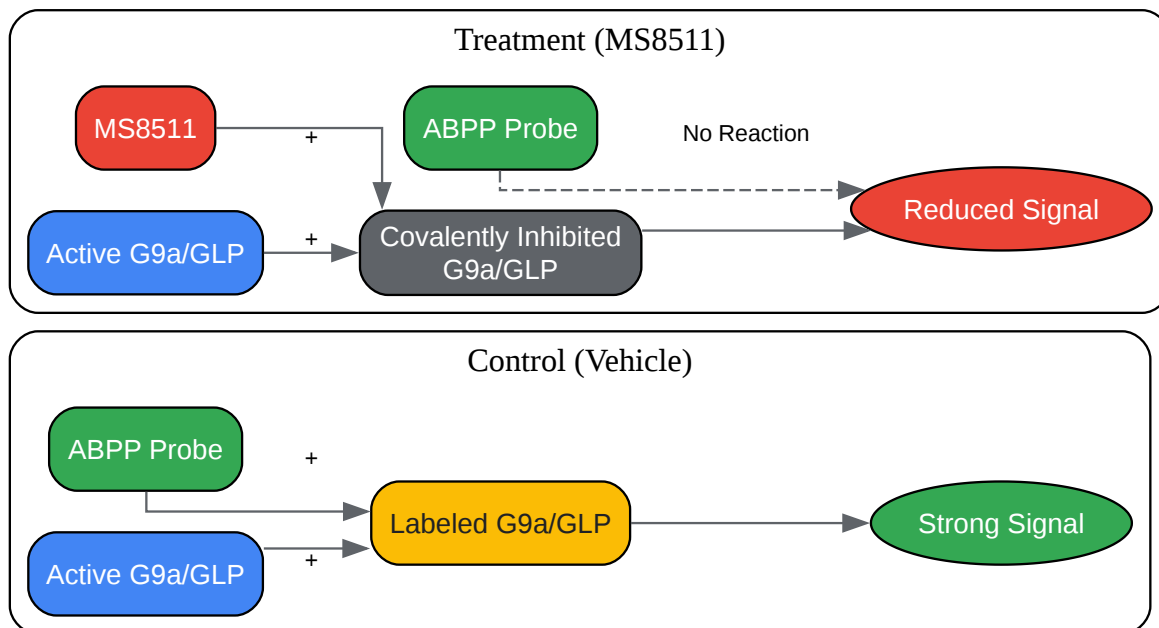 Treatment (MS8511)
MS8511
+
ABPP Probe
No Reaction
Active G9a/GLP
+
Covalently Inhibited
G9a/GLP
Reduced Signal
Control (Vehicle)
ABPP Probe
+
Labeled G9a/GLP
Strong Signal
Active G9a/GLP
+